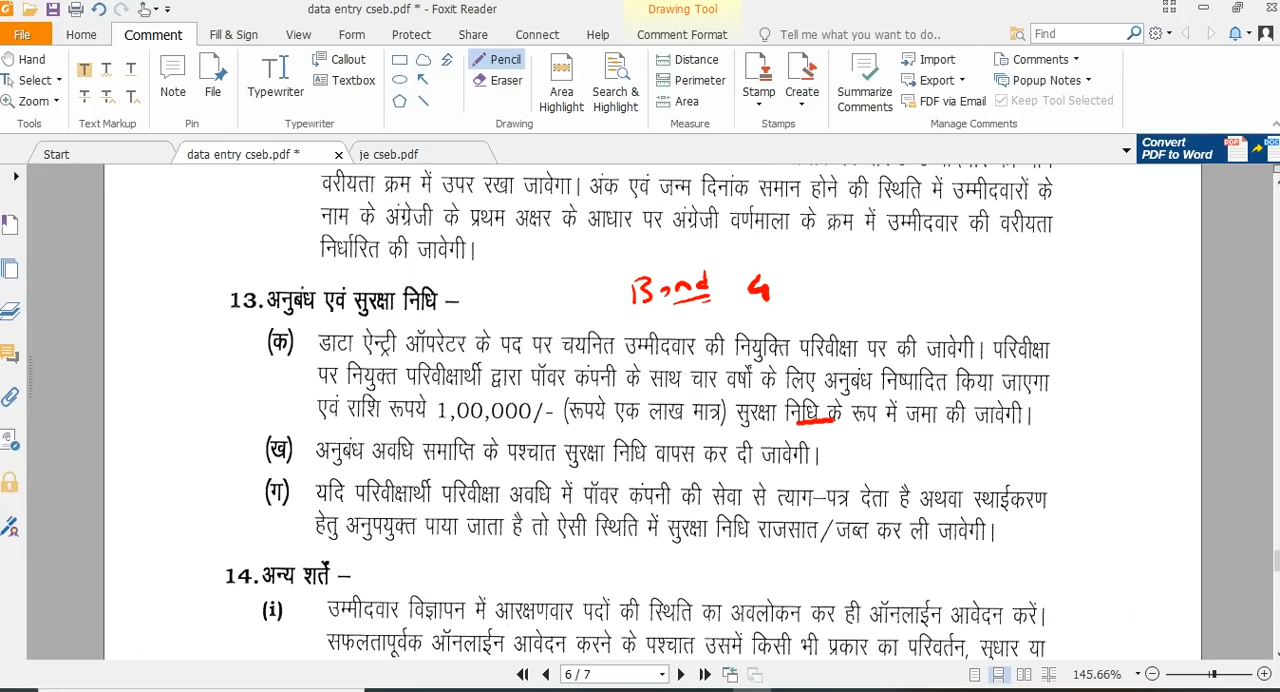 data entry cseb.pdf * - Foxit Reader
Drawing Tool
File Home Comment Fill & Sign View Form Protect Share Connect Help Comment Format Tell me what you want to do.. Find
Hand Select Zoom Tools
Text Markup
Note File Pin
Typewriter Callout Textbox Typewriter
Pencil Eraser Area Highlight Search & Highlight Drawing
Distance Perimeter Area Measure
Stamp Create Stamps
Summarize Comments Import Export FDF via Email Comments Popup Notes Keep Tool Selected Manage Comments
Start data entry cseb.pdf * je cseb.pdf Convert PDF to Word
वरीयता क्रम में उपर रखा जावेगा। अंक एवं जन्म दिनांक समान होने की स्थिति में उम्मीदवारों के
नाम के अंग्रेजी के प्रथम अक्षर के आधार पर अंग्रेजी वर्णमाला के क्रम में उम्मीदवार की वरीयता
निर्धारित की जावेगी।
Bond 4
13. अनुबंध एवं सुरक्षा निधि –
(क) डाटा ऐन्ट्री ऑपरेटर के पद पर चयनित उम्मीदवार की नियुक्ति परिवीक्षा पर की जावेगी। परिवीक्षा
पर नियुक्त परिवीक्षार्थी द्वारा पॉवर कंपनी के साथ चार वर्षो के लिए अनुबंध निष्पादित किया जाएगा
एवं राशि रूपये 1,00,000/- (रूपये एक लाख मात्र) सुरक्षा निधि के रूप में जमा की जावेगी।
(ख) अनुबंध अवधि समाप्ति के पश्चात सुरक्षा निधि वापस कर दी जावेगी।
(ग) यदि परिवीक्षार्थी परिवीक्षा अवधि में पॉवर कंपनी की सेवा से त्याग–पत्र देता है अथवा स्थाईकरण
हेतु अनुपयुक्त पाया जाता है तो ऐसी स्थिति में सुरक्षा निधि राजसात/जब्त कर ली जावेगी।
14. अन्य शर्तें –
(i) उम्मीदवार विज्ञापन में आरक्षणवार पदों की स्थिति का अवलोकन कर ही ऑनलाईन आवेदन करें।
सफलतापूर्वक ऑनलाईन आवेदन करने के पश्चात उसमें किसी भी प्रकार का परिवर्तन, सुधार या
6 / 7 145.66%